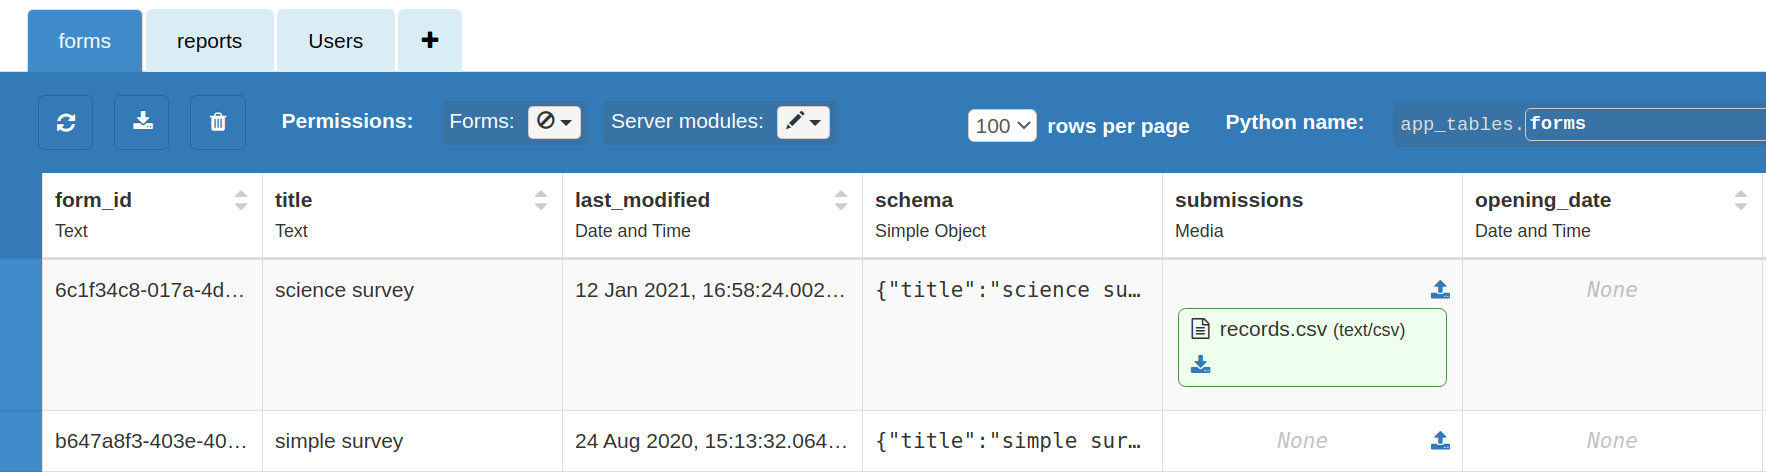 forms reports Users
Permissions: Forms: Server modules: 100 rows per page Python name: app_tables.forms
form_id title last_modified schema submissions opening_date
Text Text Date and Time Simple Object Media Date and Time
6c1f34c8-017a-4d… science survey 12 Jan 2021, 16:58:24.002… {"title":"science su… None
records.csv (text/csv)
b647a8f3-403e-40… simple survey 24 Aug 2020, 15:13:32.064… {"title":"simple sur… None None